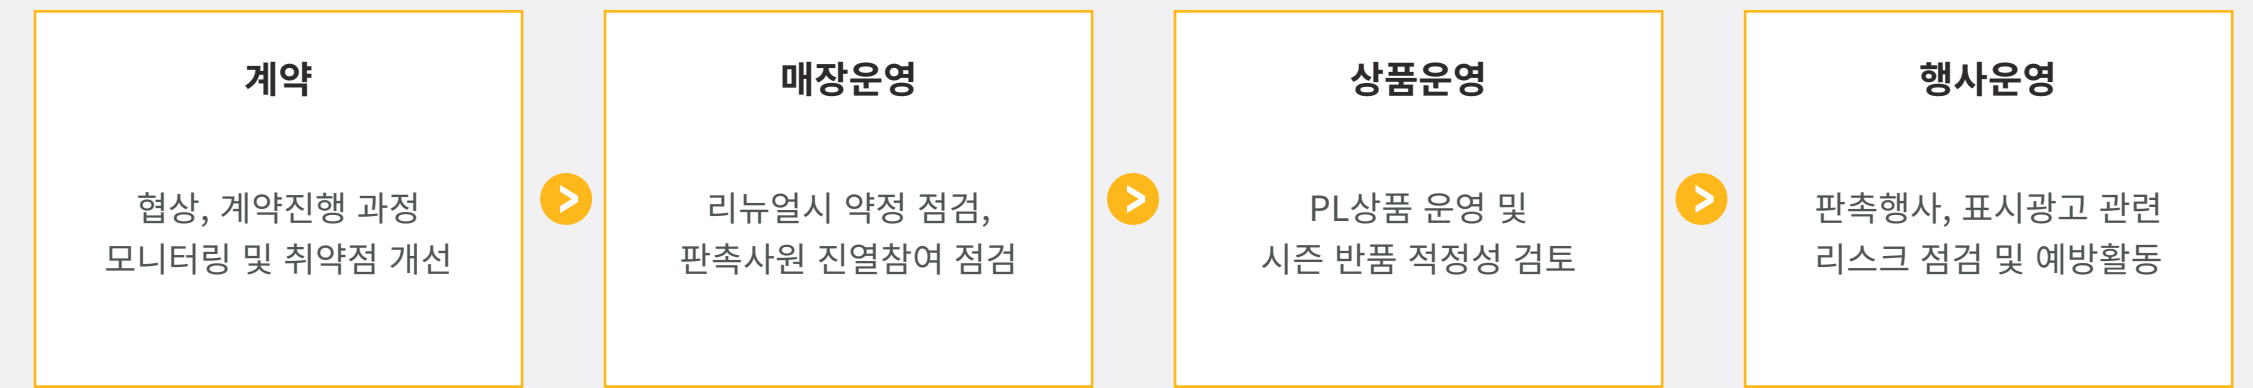 계약
협상, 계약진행 과정
모니터링 및 취약점 개선
매장운영
리뉴얼시 약정 점검,
판촉사원 진열참여 점검
상품운영
PL상품 운영 및
시즌 반품 적정성 검토
행사운영
판촉행사, 표시광고 관련
리스크 점검 및 예방활동